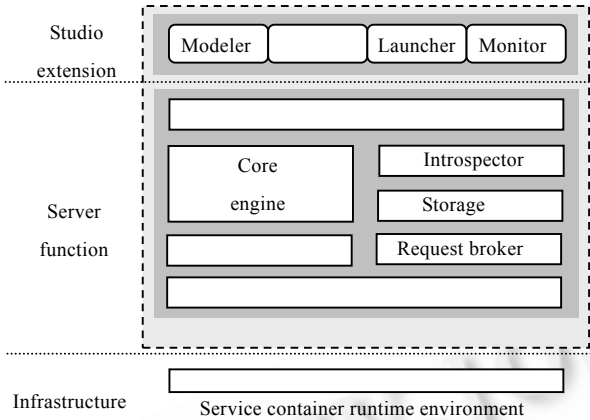 Studio
extension
Modeler
Launcher
Monitor
Server
function
Core
engine
Introspector
Storage
Request broker
Infrastructure
Service container runtime environment